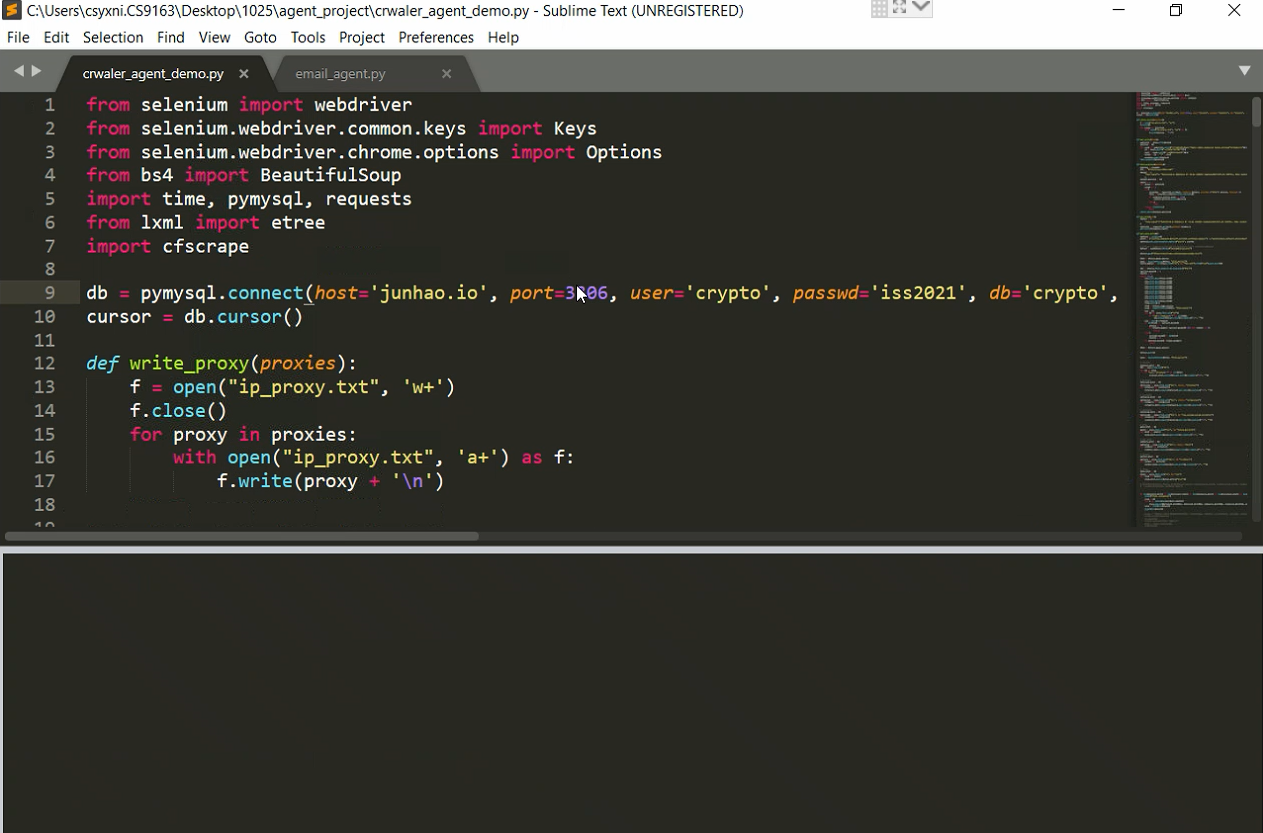 C:\Users\csyxni.CS9163\Desktop\1025\agent_project\crwaler_agent_demo.py - Sublime Text (UNREGISTERED)
File Edit Selection Find View Goto Tools Project Preferences Help
crwaler_agent_demo.py email_agent.py
1 from selenium import webdriver
2 from selenium.webdriver.common.keys import Keys
3 from selenium.webdriver.chrome.options import Options
4 from bs4 import BeautifulSoup
5 import time, pymysql, requests
6 from lxml import etree
7 import cfscrape
8
9 db = pymysql.connect(host='junhao.io', port=3306, user='crypto', passwd='iss2021', db='crypto',
10 cursor = db.cursor()
11
12 def write_proxy(proxies):
13 f = open("ip_proxy.txt", 'w+')
14 f.close()
15 for proxy in proxies:
16 with open("ip_proxy.txt", 'a+') as f:
17 f.write(proxy + '\n')
18